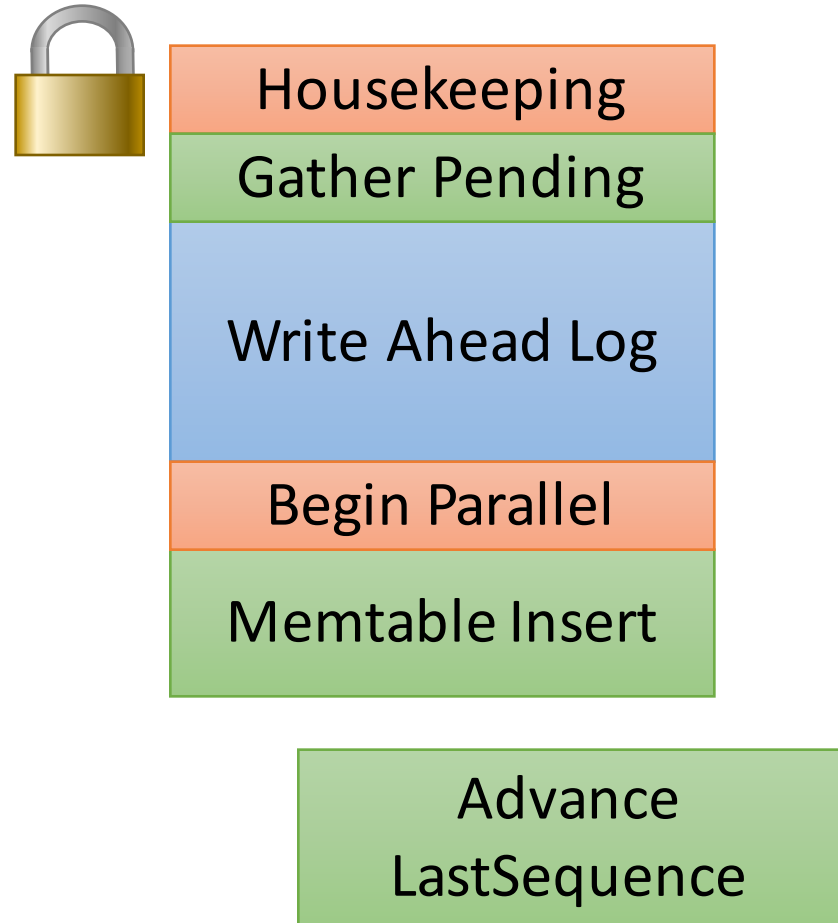 Housekeeping
Gather Pending
Write Ahead Log
Begin Parallel
Memtable Insert
Advance
LastSequence